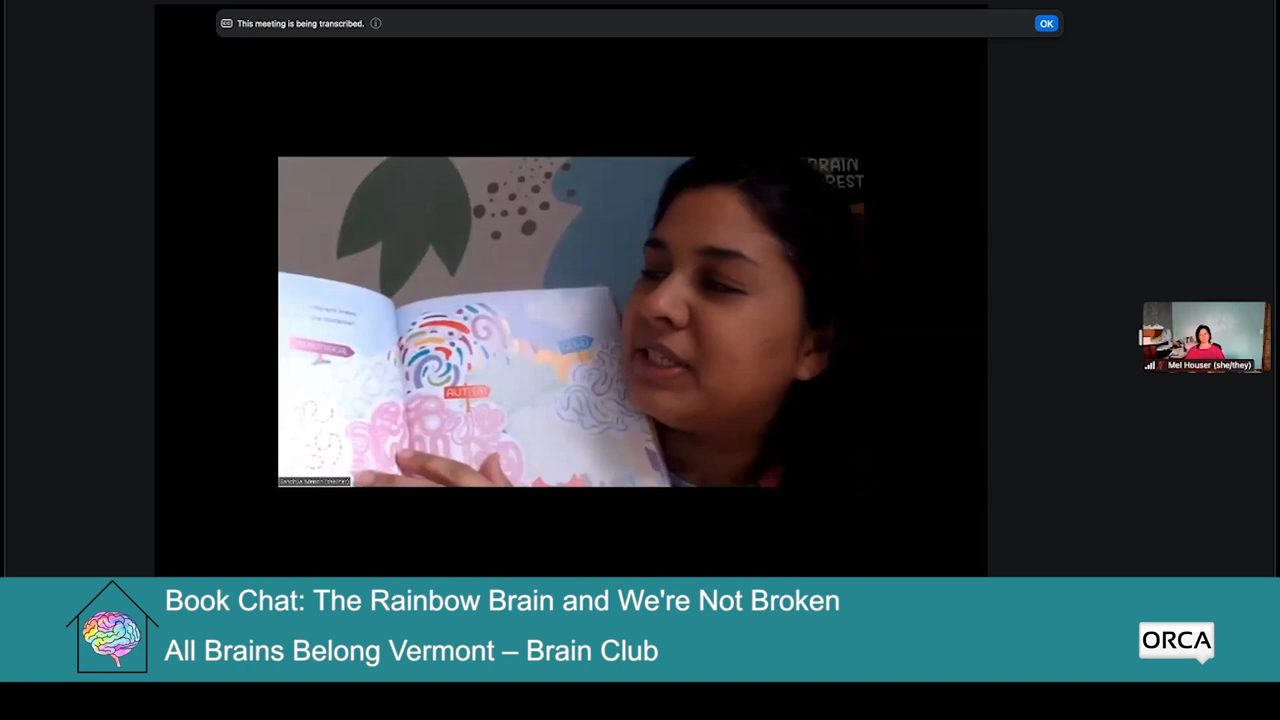 This meeting is being transcribed.
OK
BRAIN
AUTISM
Mel Houser (she/they)
Book Chat: The Rainbow Brain and We're Not Broken
All Brains Belong Vermont – Brain Club
ORCA